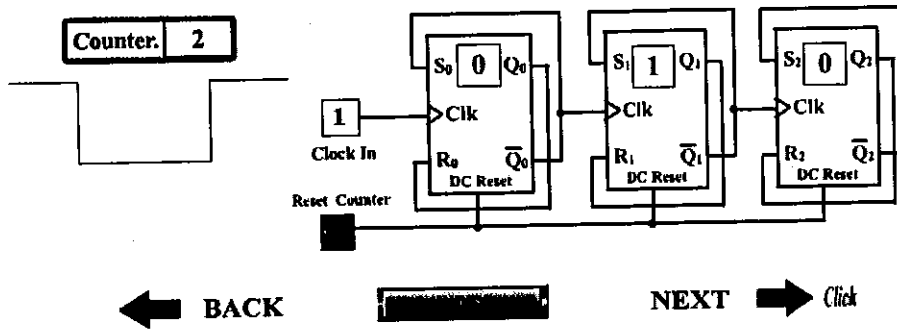 Counter. 2
S0 0 Q0
S1 1 Q1
S2 0 Q2
1 Clk Clk Clk
Clock In
R0 Q̅0
R1 Q̅1
R2 Q̅2
DC Reset DC Reset DC Reset
Reset Counter
BACK NEXT Click